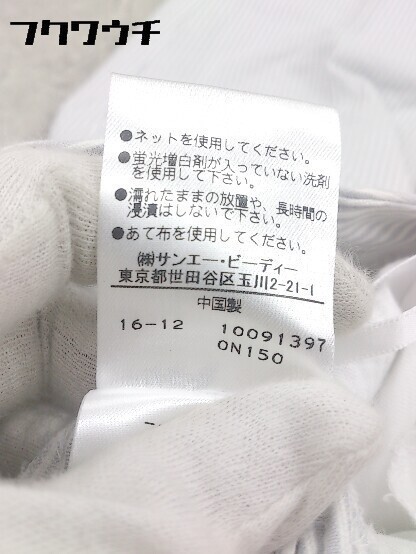 フクワウチ
●ネットを使用してください。
●蛍光増白剤が入っていない洗剤
を使用して下さい。
●濡れたままの放置や、長時間の
浸漬はしないで下さい。
●あて布を使用してください。
㈱サンエー・ビーディー
東京都世田谷区玉川2-21-1
中国製
16-12 10091397
0N150